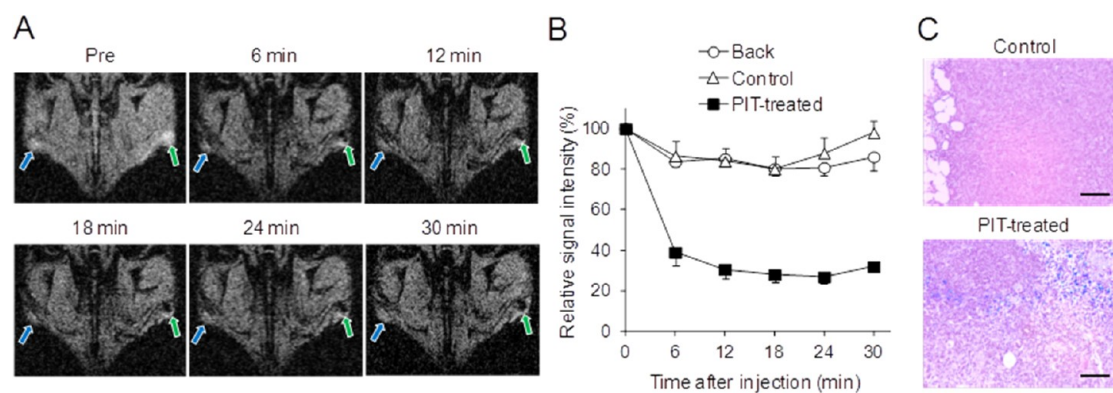 A
Pre
6 min
12 min
18 min
24 min
30 min
B
Back
Control
PIT-treated
Relative signal intensity (%)
100
80
60
40
20
0
0 6 12 18 24 30
Time after injection (min)
C
Control
PIT-treated